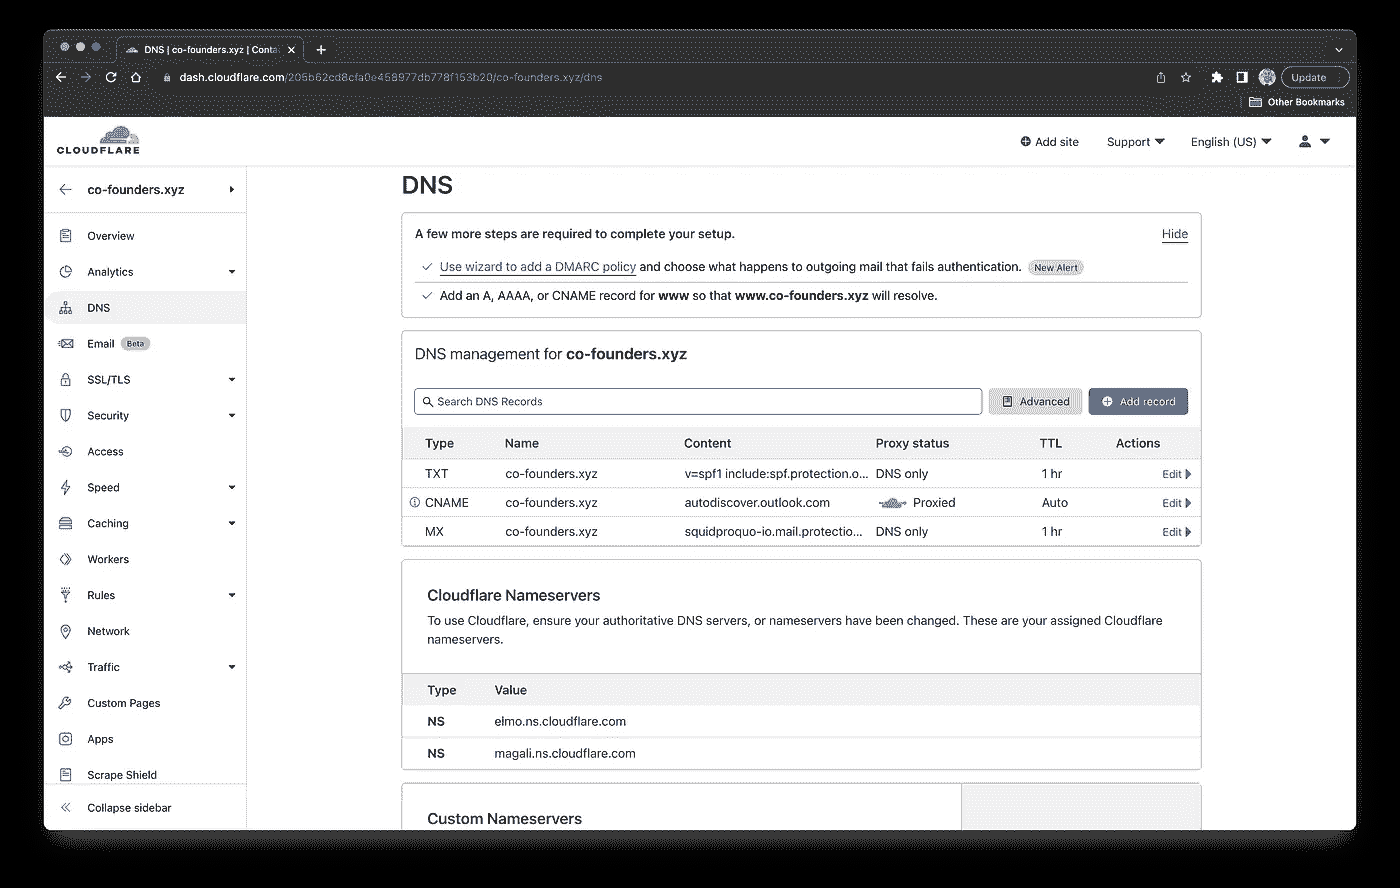 DNS | co-founders.xyz | Conta
dash.cloudflare.com/205b62cd8cfa0e458977db778f153b20/co-founders.xyz/dns
Update
Other Bookmarks
CLOUDFLARE
Add site
Support
English (US)
co-founders.xyz
Overview
Analytics
DNS
Email Beta
SSL/TLS
Security
Access
Speed
Caching
Workers
Rules
Network
Traffic
Custom Pages
Apps
Scrape Shield
Collapse sidebar
DNS
A few more steps are required to complete your setup.
Hide
Use wizard to add a DMARC policy and choose what happens to outgoing mail that fails authentication. New Alert
Add an A, AAAA, or CNAME record for www so that www.co-founders.xyz will resolve.
DNS management for co-founders.xyz
Search DNS Records
Advanced
Add record
Type Name Content Proxy status TTL Actions
TXT co-founders.xyz v=spf1 include:spf.protection.o... DNS only 1 hr Edit
CNAME co-founders.xyz autodiscover.outlook.com Proxied Auto Edit
MX co-founders.xyz squidproquo-io.mail.protectio... DNS only 1 hr Edit
Cloudflare Nameservers
To use Cloudflare, ensure your authoritative DNS servers, or nameservers have been changed. These are your assigned Cloudflare
nameservers.
Type Value
NS elmo.ns.cloudflare.com
NS magali.ns.cloudflare.com
Custom Nameservers